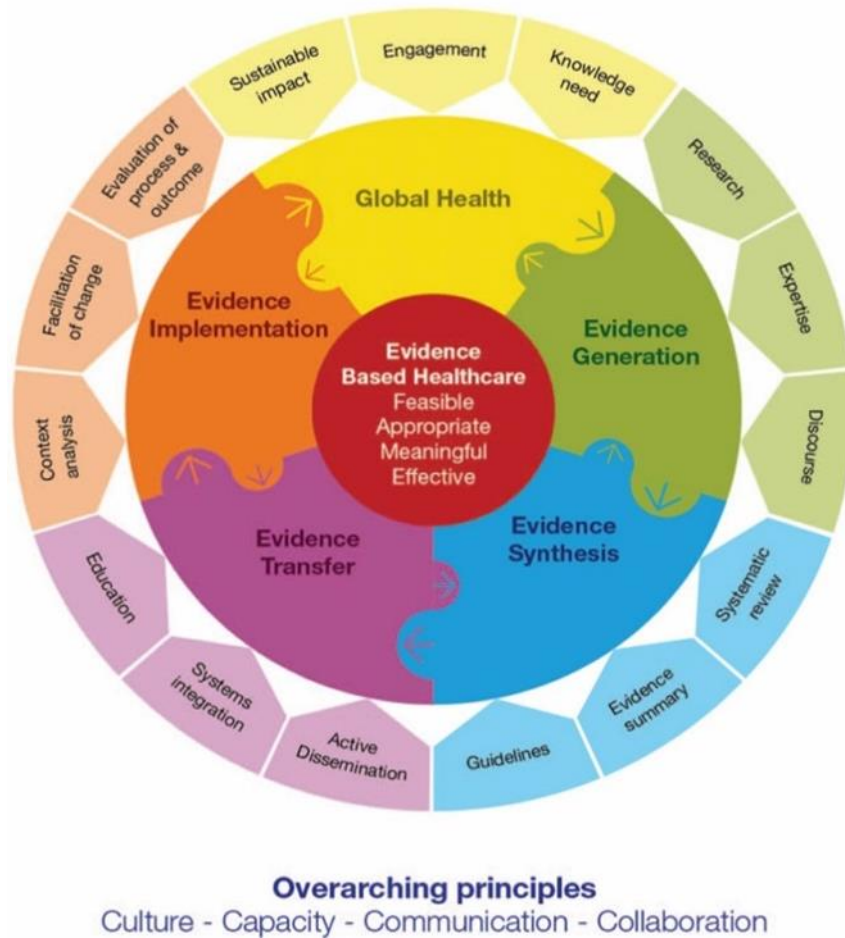 Sustainable
impact
Engagement
Knowledge
need
Evaluation of
process &
outcome
Research
Global Health
Facilitation
of change
Expertise
Evidence
Implementation
Evidence
Generation
Evidence
Based Healthcare
Feasible
Appropriate
Meaningful
Effective
Context
analysis
Discourse
Evidence
Transfer
Evidence
Synthesis
Education
Systematic
review
Systems
integration
Evidence
summary
Active
Dissemination
Guidelines
Overarching principles
Culture - Capacity - Communication - Collaboration